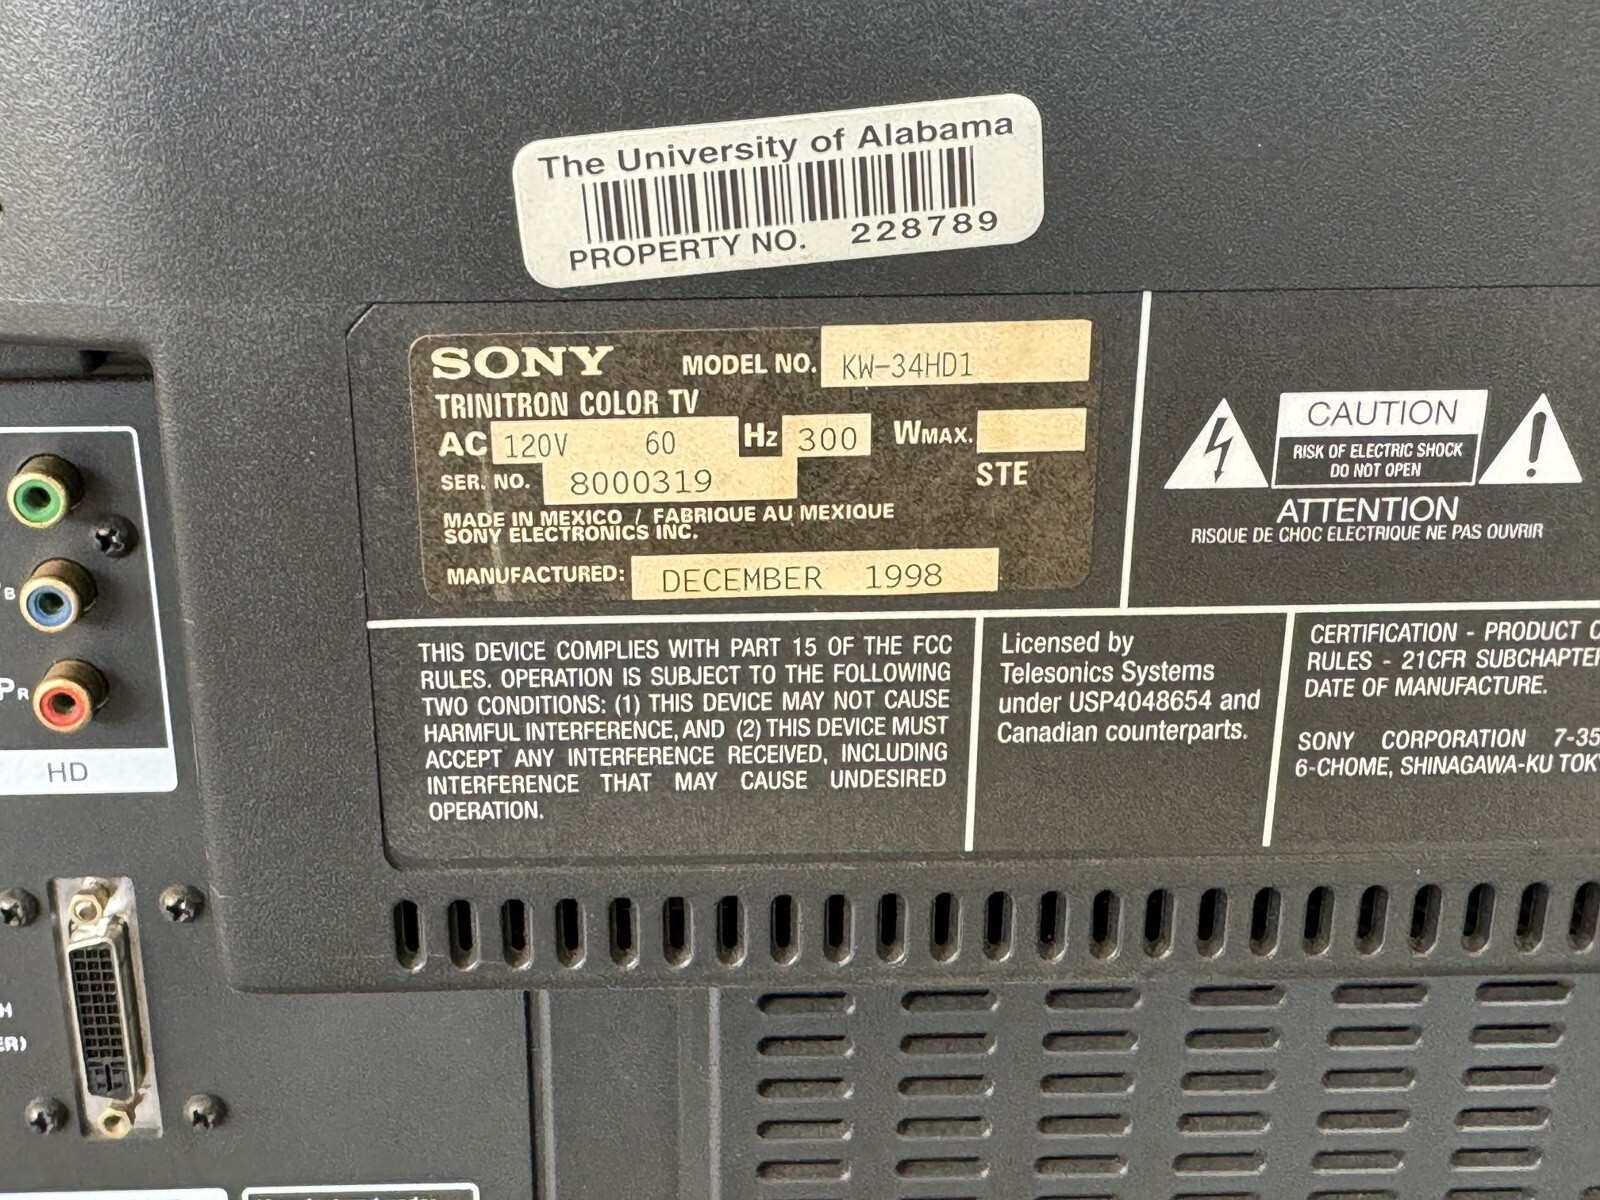 The University of Alabama
PROPERTY NO. 228789
SONY MODEL NO. KW-34HD1
TRINITRON COLOR TV
AC 120V 60 Hz 300 WMAX.
SER. NO. 8000319 STE
MADE IN MEXICO / FABRIQUE AU MEXIQUE
SONY ELECTRONICS INC.
MANUFACTURED: DECEMBER 1998
CAUTION
RISK OF ELECTRIC SHOCK
DO NOT OPEN
ATTENTION
RISQUE DE CHOC ELECTRIQUE NE PAS OUVRIR
THIS DEVICE COMPLIES WITH PART 15 OF THE FCC
RULES. OPERATION IS SUBJECT TO THE FOLLOWING
TWO CONDITIONS: (1) THIS DEVICE MAY NOT CAUSE
HARMFUL INTERFERENCE, AND (2) THIS DEVICE MUST
ACCEPT ANY INTERFERENCE RECEIVED, INCLUDING
INTERFERENCE THAT MAY CAUSE UNDESIRED
OPERATION.
Licensed by
Telesonics Systems
under USP4048654 and
Canadian counterparts.
CERTIFICATION - PRODUCT
RULES - 21CFR SUBCHAPTER
DATE OF MANUFACTURE.
SONY CORPORATION 7-35
6-CHOME, SHINAGAWA-KU
B
PR
HD
H
ER)